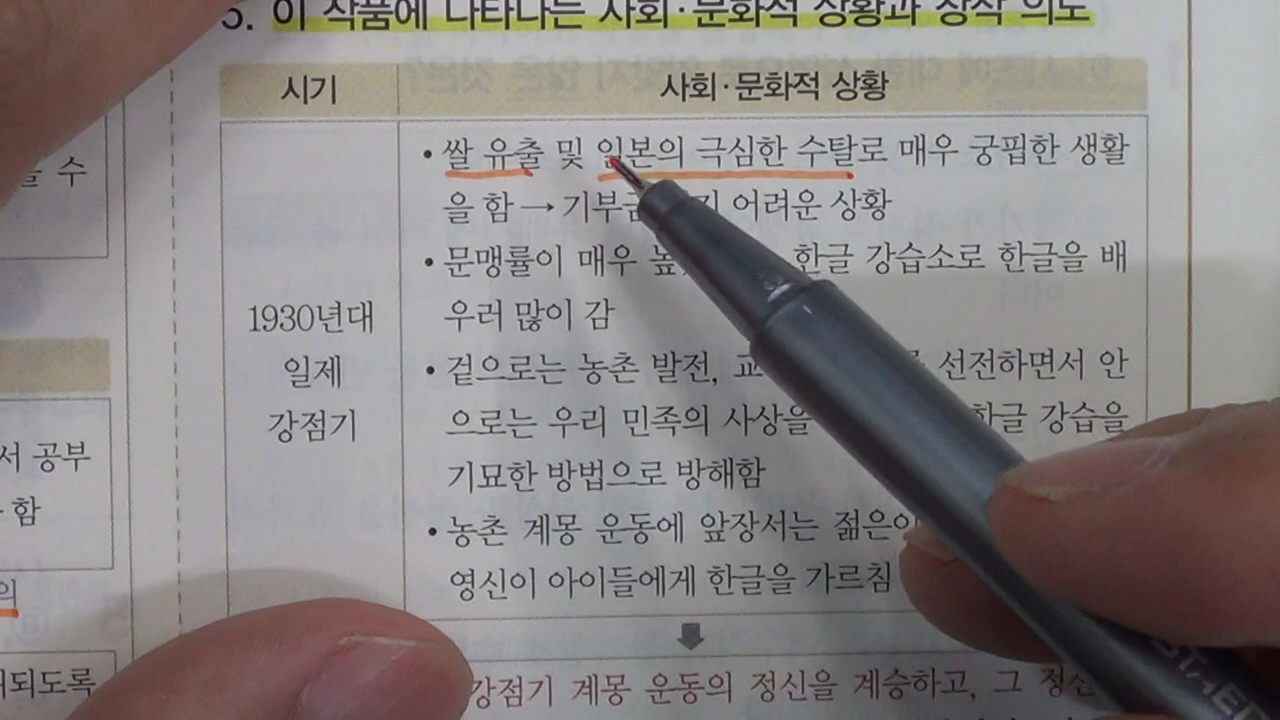 5. 이 작품에 나타나는 사회·문화적 상황과 창작 의도
시기
사회·문화적 상황
• 쌀 유출 및 일본의 극심한 수탈로 매우 궁핍한 생활
을 함 → 기부금 어려운 상황
• 문맹률이 매우 한글 강습소로 한글을 배
우러 많이 감
• 겉으로는 농촌 발전, 선전하면서 안
으로는 우리 민족의 사상을 한글 강습을
기묘한 방법으로 방해함
• 농촌 계몽 운동에 앞장서는
영신이 아이들에게 한글을 가르침
1930년대
일제
강점기
강점기 계몽 운동의 정신을 계승하고, 그
수
서 공부
함
의
되도록
STAED